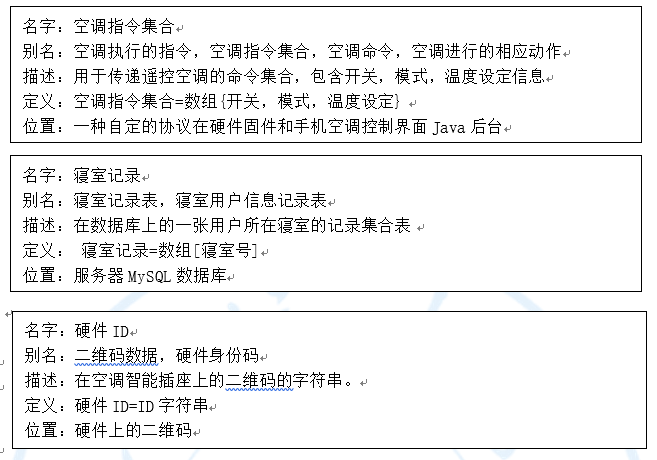 名字：空调指令集合
别名：空调执行的指令，空调指令集合，空调命令，空调进行的相应动作
描述：用于传递遥控空调的命令集合，包含开关，模式，温度设定信息
定义：空调指令集合=数组{开关，模式，温度设定}
位置：一种自定的协议在硬件固件和手机空调控制界面 Java 后台
名字：寝室记录
别名：寝室记录表，寝室用户信息记录表
描述：在数据库上的一张用户所在寝室的记录集合表
定义： 寝室记录=数组[寝室号]
位置：服务器 MySQL 数据库
名字：硬件 ID
别名：二维码数据，硬件身份码
描述：在空调智能插座上的二维码的字符串。
定义：硬件 ID=ID 字符串
位置：硬件上的二维码